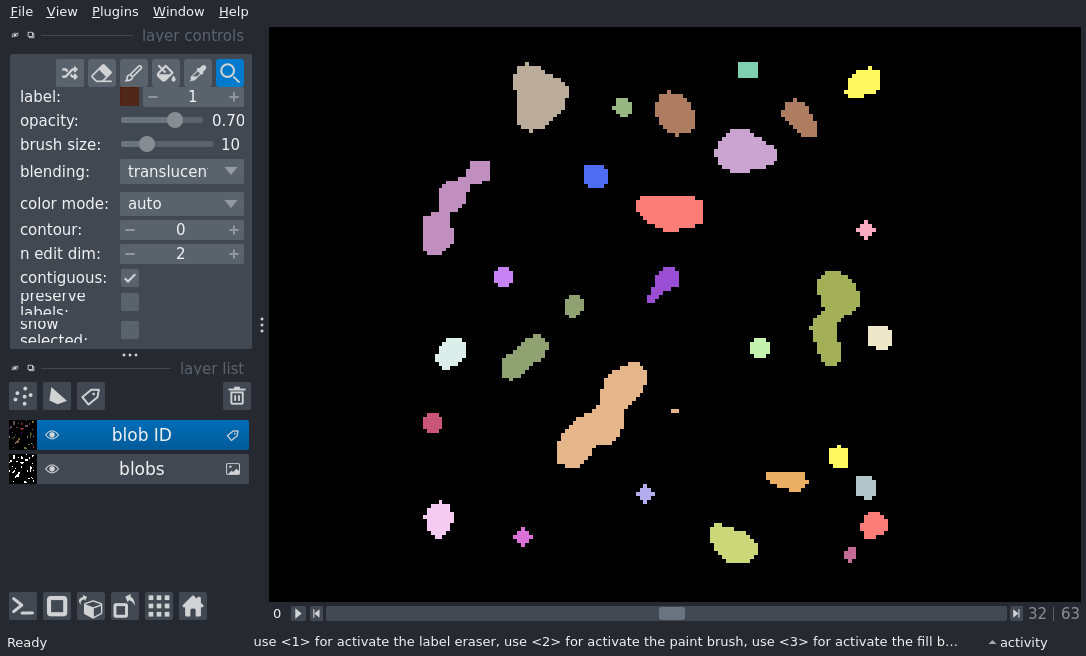 File View Plugins Window Help
layer controls
label: 1
opacity: 0.70
brush size: 10
blending: translucen
color mode: auto
contour: 0
n edit dim: 2
contiguous:
preserve
labels:
show
selected:
layer list
blob ID
blobs
0 32 63
Ready use <1> for activate the label eraser, use <2> for activate the paint brush, use <3> for activate the fill b... activity